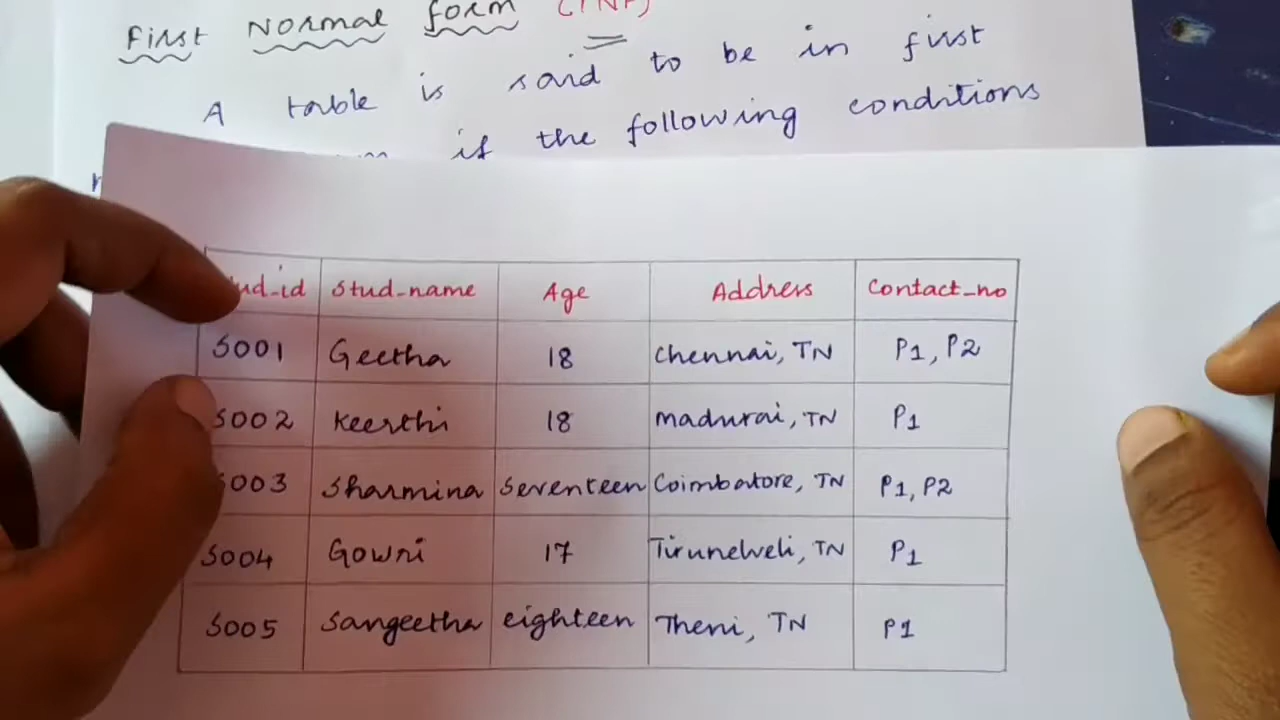 First Normal form (1NF)
A table is said to be in first
if the following conditions
Stud_id Stud_name Age Address Contact_no
S001 Geetha 18 Chennai, TN P1, P2
S002 Keerthi 18 Madurai, TN P1
S003 Sharmina Seventeen Coimbatore, TN P1, P2
S004 Gowri 17 Tirunelveli, TN P1
S005 Sangeetha eighteen Theni, TN P1